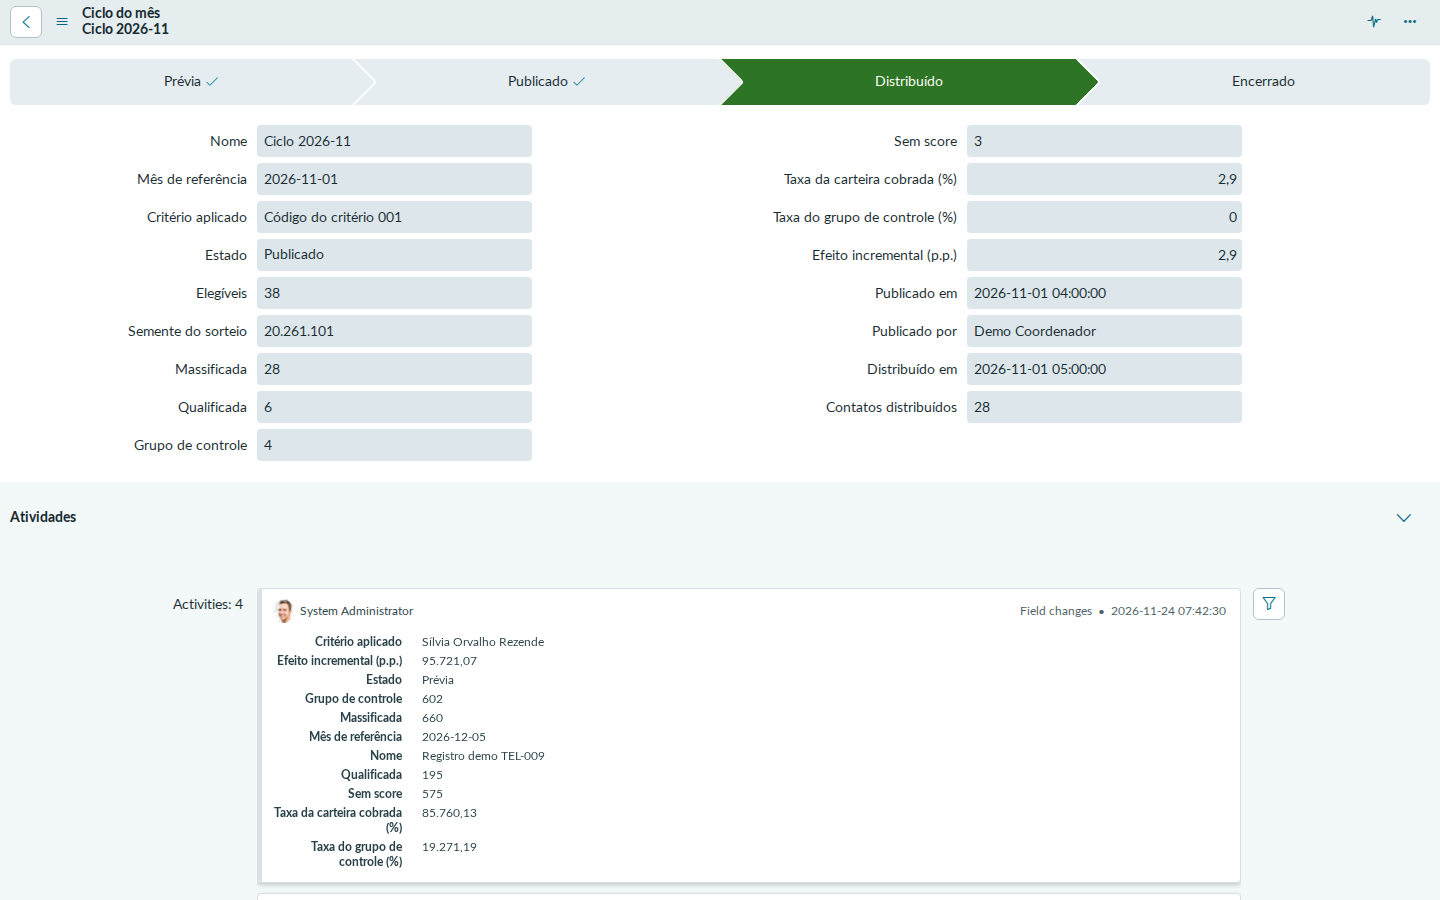 Ciclo do mês
Ciclo 2026-11
Prévia
Publicado
Distribuído
Encerrado
Nome Ciclo 2026-11
Mês de referência 2026-11-01
Critério aplicado Código do critério 001
Estado Publicado
Elegíveis 38
Semente do sorteio 20.261.101
Massificada 28
Qualificada 6
Grupo de controle 4
Sem score 3
Taxa da carteira cobrada (%) 2,9
Taxa do grupo de controle (%) 0
Efeito incremental (p.p.) 2,9
Publicado em 2026-11-01 04:00:00
Publicado por Demo Coordenador
Distribuído em 2026-11-01 05:00:00
Contatos distribuídos 28
Atividades
Activities: 4
System Administrator Field changes • 2026-11-24 07:42:30
Critério aplicado Sílvia Orvalho Rezende
Efeito incremental (p.p.) 95.721,07
Estado Prévia
Grupo de controle 602
Massificada 660
Mês de referência 2026-12-05
Nome Registro demo TEL-009
Qualificada 195
Sem score 575
Taxa da carteira cobrada 85.760,13
(%)
Taxa do grupo de 19.271,19
controle (%)